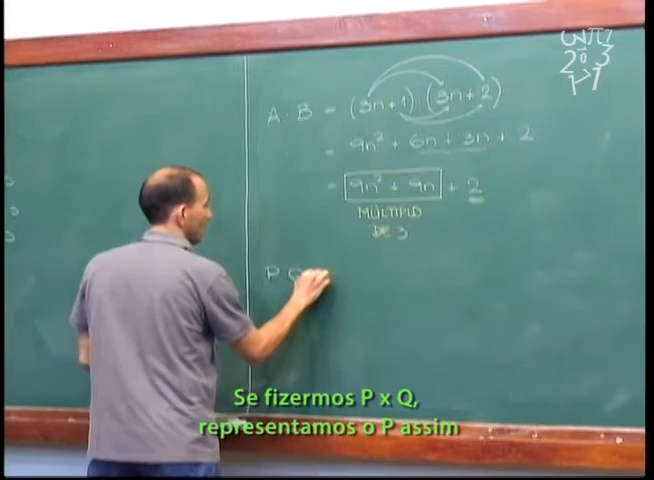 A · B = (3n + 1) · (3n + 2)
= 9n² + 6n + 3n + 2
= 9n² + 9n + 2
MÚLTIPLO
DE 3
P Q
Se fizermos P x Q,
representamos o P assim